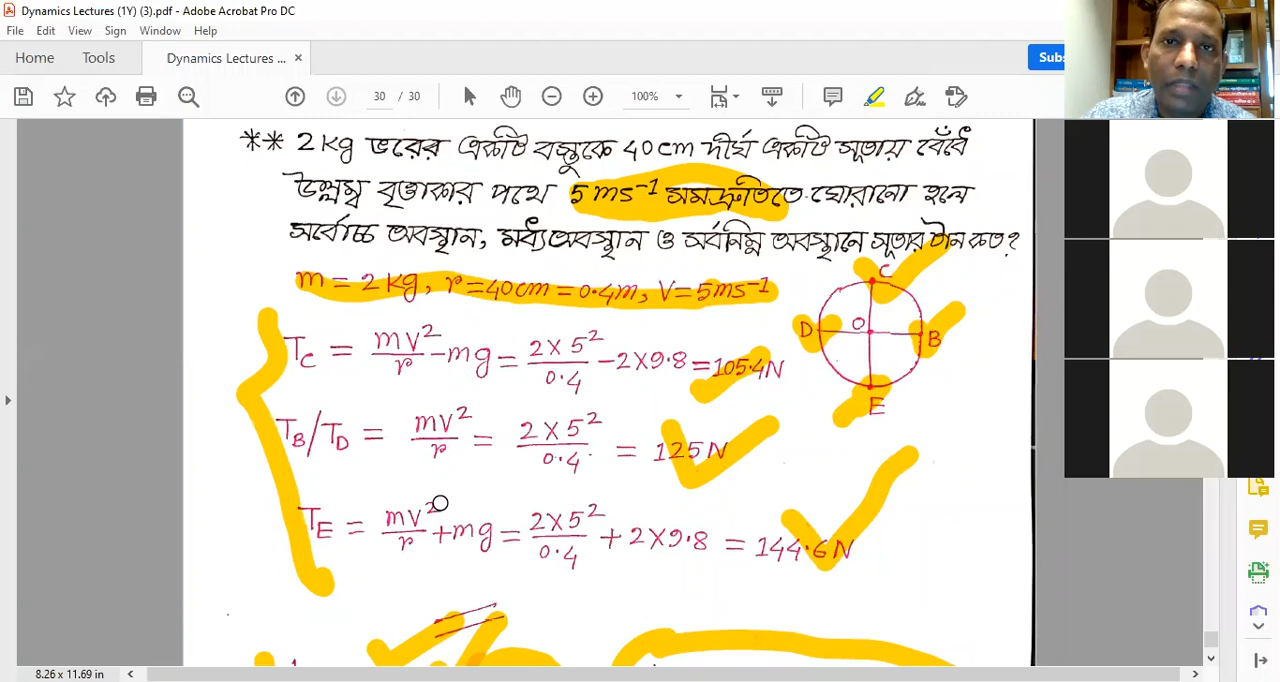 Dynamics Lectures (1Y) (3).pdf - Adobe Acrobat Pro DC
File Edit View Sign Window Help
Home Tools Dynamics Lectures ... × Subs
30 / 30 100%
** 2 kg ভরের একটি বস্তুকে 40 cm দীর্ঘ একটি সূতায় বেঁধে
উল্লম্ব বৃত্তাকার পথে 5 ms⁻¹ সমদ্রুতিতে ঘোরানো হলে
সর্বোচ্চ অবস্থান, মধ্যঅবস্থান ও সর্বনিম্ন অবস্থানে সূতার টান কত?
m = 2 kg, r = 40 cm = 0.4 m, V = 5 ms⁻¹
C
D O B
E
T_C = mv²/r - mg = 2×5²/0.4 - 2×9.8 = 105.4 N
T_B/T_D = mv²/r = 2×5²/0.4 = 125 N
T_E = mv²/r + mg = 2×5²/0.4 + 2×9.8 = 144.6 N
8.26 x 11.69 in